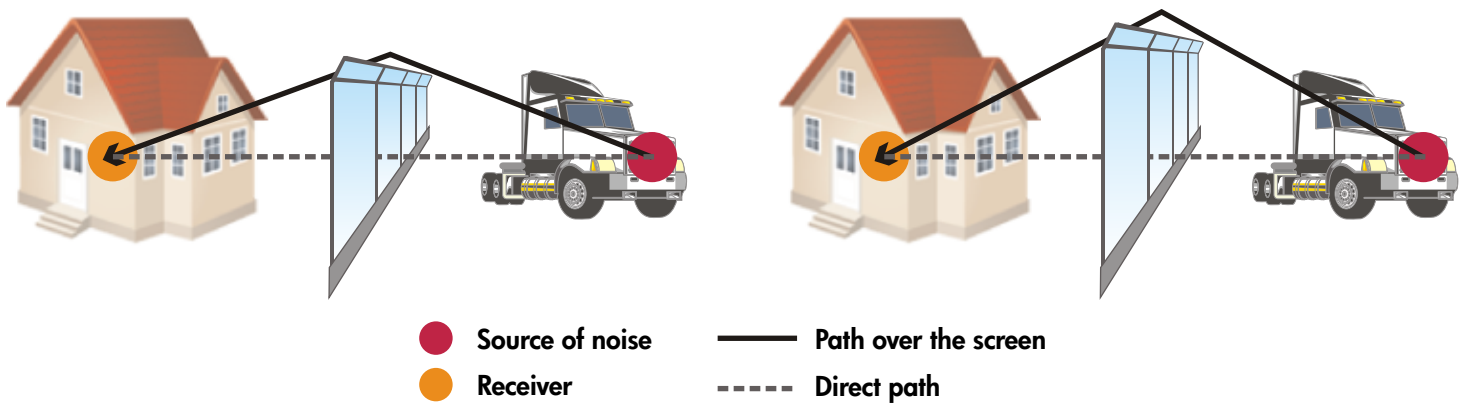 Source of noise
Path over the screen
Receiver
Direct path